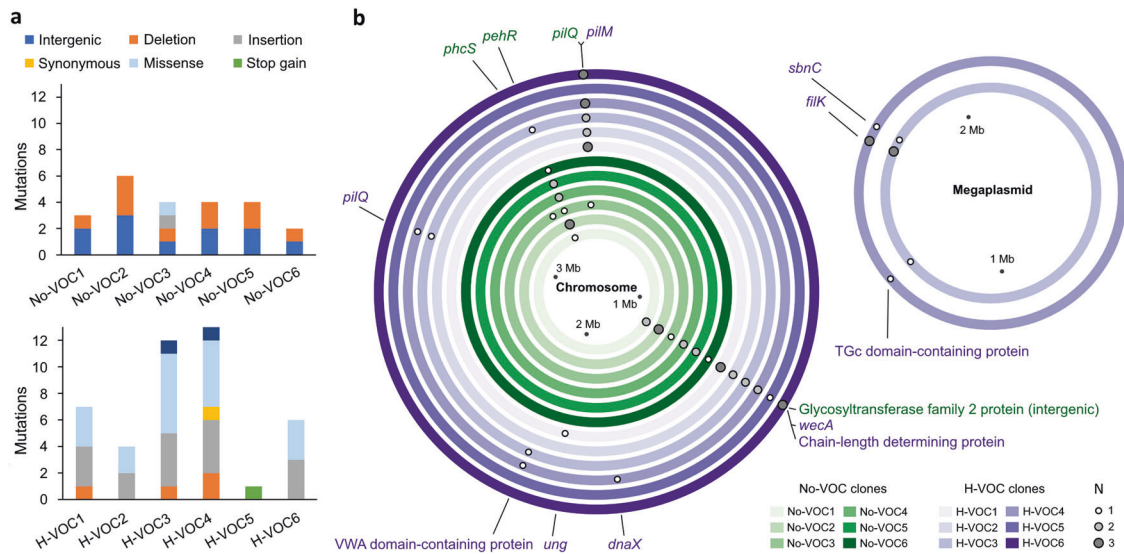 a
Intergenic Deletion Insertion
Synonymous Missense Stop gain
Mutations
12
10
8
6
4
2
0
No-VOC1 No-VOC2 No-VOC3 No-VOC4 No-VOC5 No-VOC6
Mutations
12
10
8
6
4
2
0
H-VOC1 H-VOC2 H-VOC3 H-VOC4 H-VOC5 H-VOC6
b
phcS pehR pilQ pilM
pilQ
3 Mb
Chromosome
1 Mb
2 Mb
Glycosyltransferase family 2 protein (intergenic)
wecA
Chain-length determining protein
VWA domain-containing protein ung dnaX
sbnC
filK
2 Mb
Megaplasmid
1 Mb
TGc domain-containing protein
No-VOC clones H-VOC clones N
No-VOC1 No-VOC4 H-VOC1 H-VOC4 1
No-VOC2 No-VOC5 H-VOC2 H-VOC5 2
No-VOC3 No-VOC6 H-VOC3 H-VOC6 3